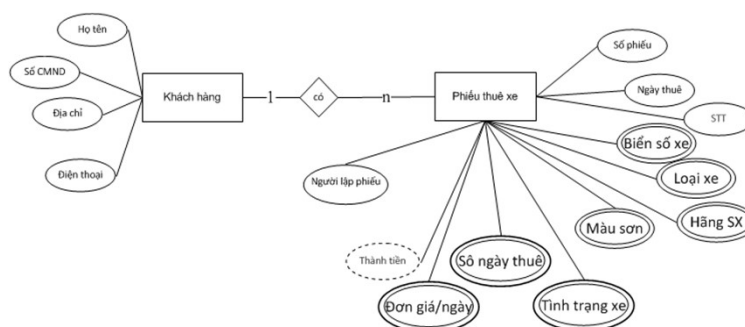 Họ tên
Số phiếu
Số CMND
Khách hàng
1
có
n
Phiếu thuê xe
Ngày thuê
Địa chỉ
STT
Biển số xe
Điện thoại
Người lập phiếu
Loại xe
Hãng SX
Màu sơn
Thành tiền
Sô ngày thuê
Đơn giá/ngày
Tình trạng xe